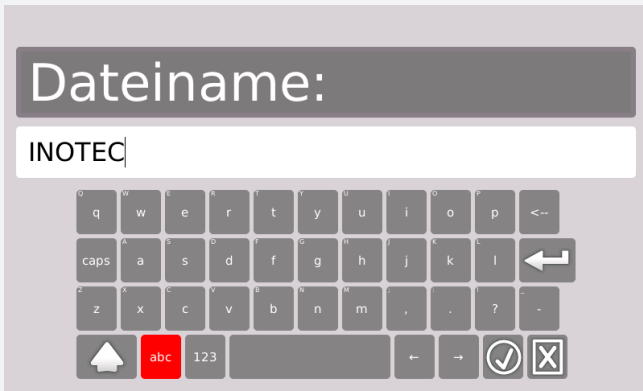 Dateiname:
INOTEC
Q q W w E e R r T t Y y U u I i O o P p <--
caps A a S s D d F f G g H h J j K k L l
Z z X x C c V v B b N n M m ; , : . ! ? _ -
abc 123 ← →